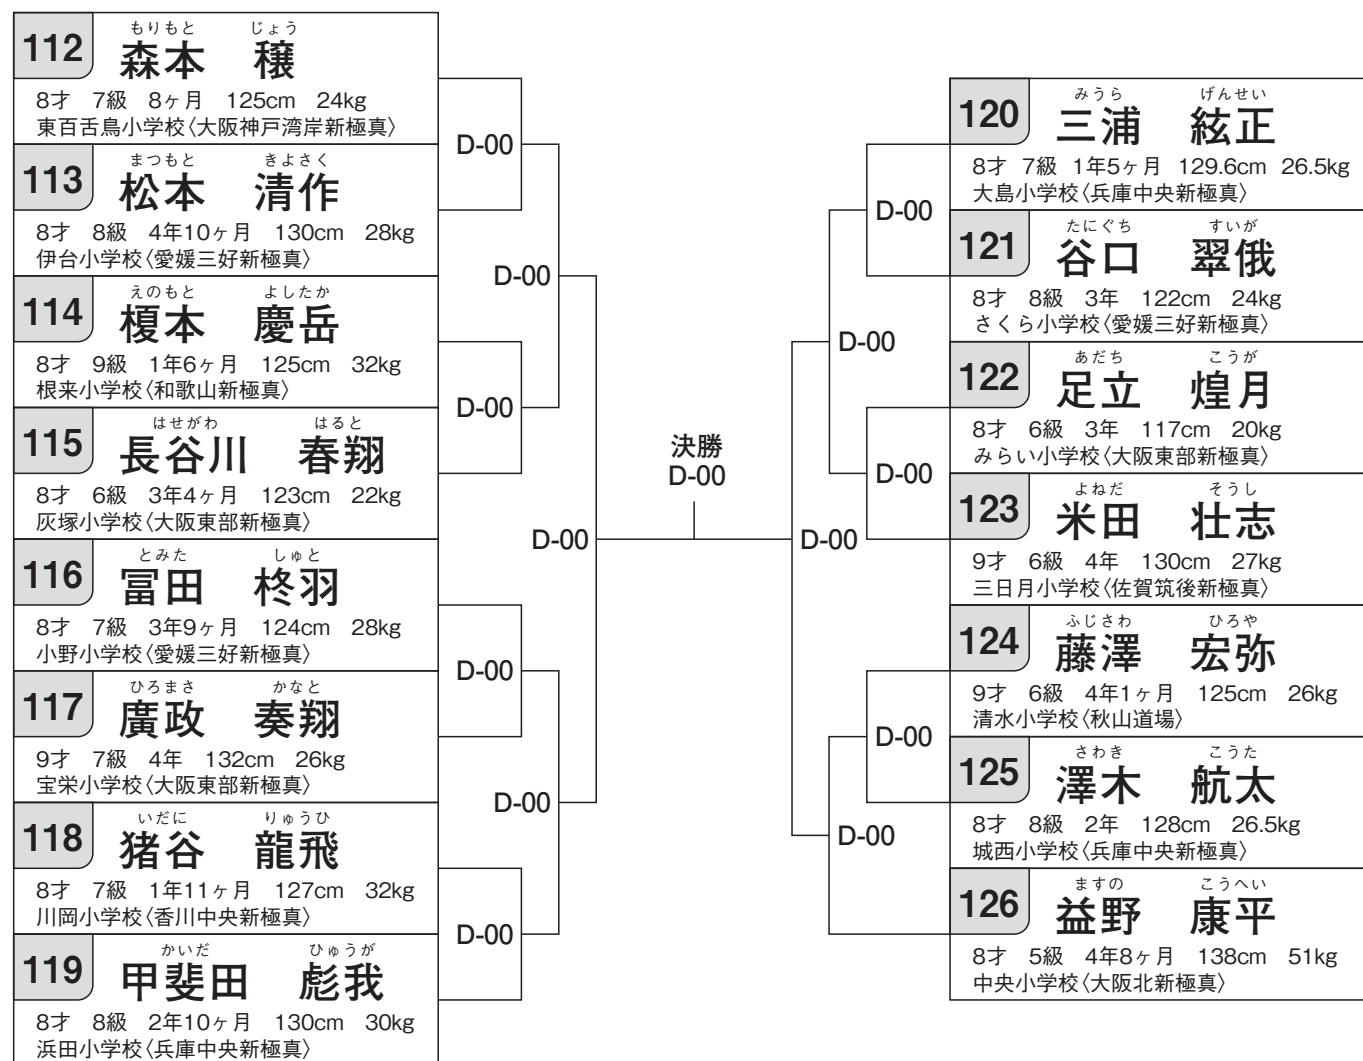 もりもと じょう
112 森本 穣
8才 7級 8ヶ月 125cm 24kg
東百舌鳥小学校〈大阪神戸湾岸新極真〉
まつもと きよさく
113 松本 清作
8才 8級 4年10ヶ月 130cm 28kg
伊台小学校〈愛媛三好新極真〉
えのもと よしたか
114 榎本 慶岳
8才 9級 1年6ヶ月 125cm 32kg
根来小学校〈和歌山新極真〉
はせがわ はると
115 長谷川 春翔
8才 6級 3年4ヶ月 123cm 22kg
灰塚小学校〈大阪東部新極真〉
とみた しゅと
116 冨田 柊羽
8才 7級 3年9ヶ月 124cm 28kg
小野小学校〈愛媛三好新極真〉
ひろまさ かなと
117 廣政 奏翔
9才 7級 4年 132cm 26kg
宝栄小学校〈大阪東部新極真〉
いだに りゅうひ
118 猪谷 龍飛
8才 7級 1年11ヶ月 127cm 32kg
川岡小学校〈香川中央新極真〉
かいだ ひゅうが
119 甲斐田 彪我
8才 8級 2年10ヶ月 130cm 30kg
浜田小学校〈兵庫中央新極真〉
D-00
D-00
D-00
D-00
D-00
D-00
D-00
決勝
D-00
D-00
D-00
D-00
D-00
D-00
D-00
みうら げんせい
120 三浦 絃正
8才 7級 1年5ヶ月 129.6cm 26.5kg
大島小学校〈兵庫中央新極真〉
たにぐち すいが
121 谷口 翠俄
8才 8級 3年 122cm 24kg
さくら小学校〈愛媛三好新極真〉
あだち こうが
122 足立 煌月
8才 6級 3年 117cm 20kg
みらい小学校〈大阪東部新極真〉
よねだ そうし
123 米田 壮志
9才 6級 4年 130cm 27kg
三日月小学校〈佐賀筑後新極真〉
ふじさわ ひろや
124 藤澤 宏弥
9才 6級 4年1ヶ月 125cm 26kg
清水小学校〈秋山道場〉
さわき こうた
125 澤木 航太
8才 8級 2年 128cm 26.5kg
城西小学校〈兵庫中央新極真〉
ますの こうへい
126 益野 康平
8才 5級 4年8ヶ月 138cm 51kg
中央小学校〈大阪北新極真〉